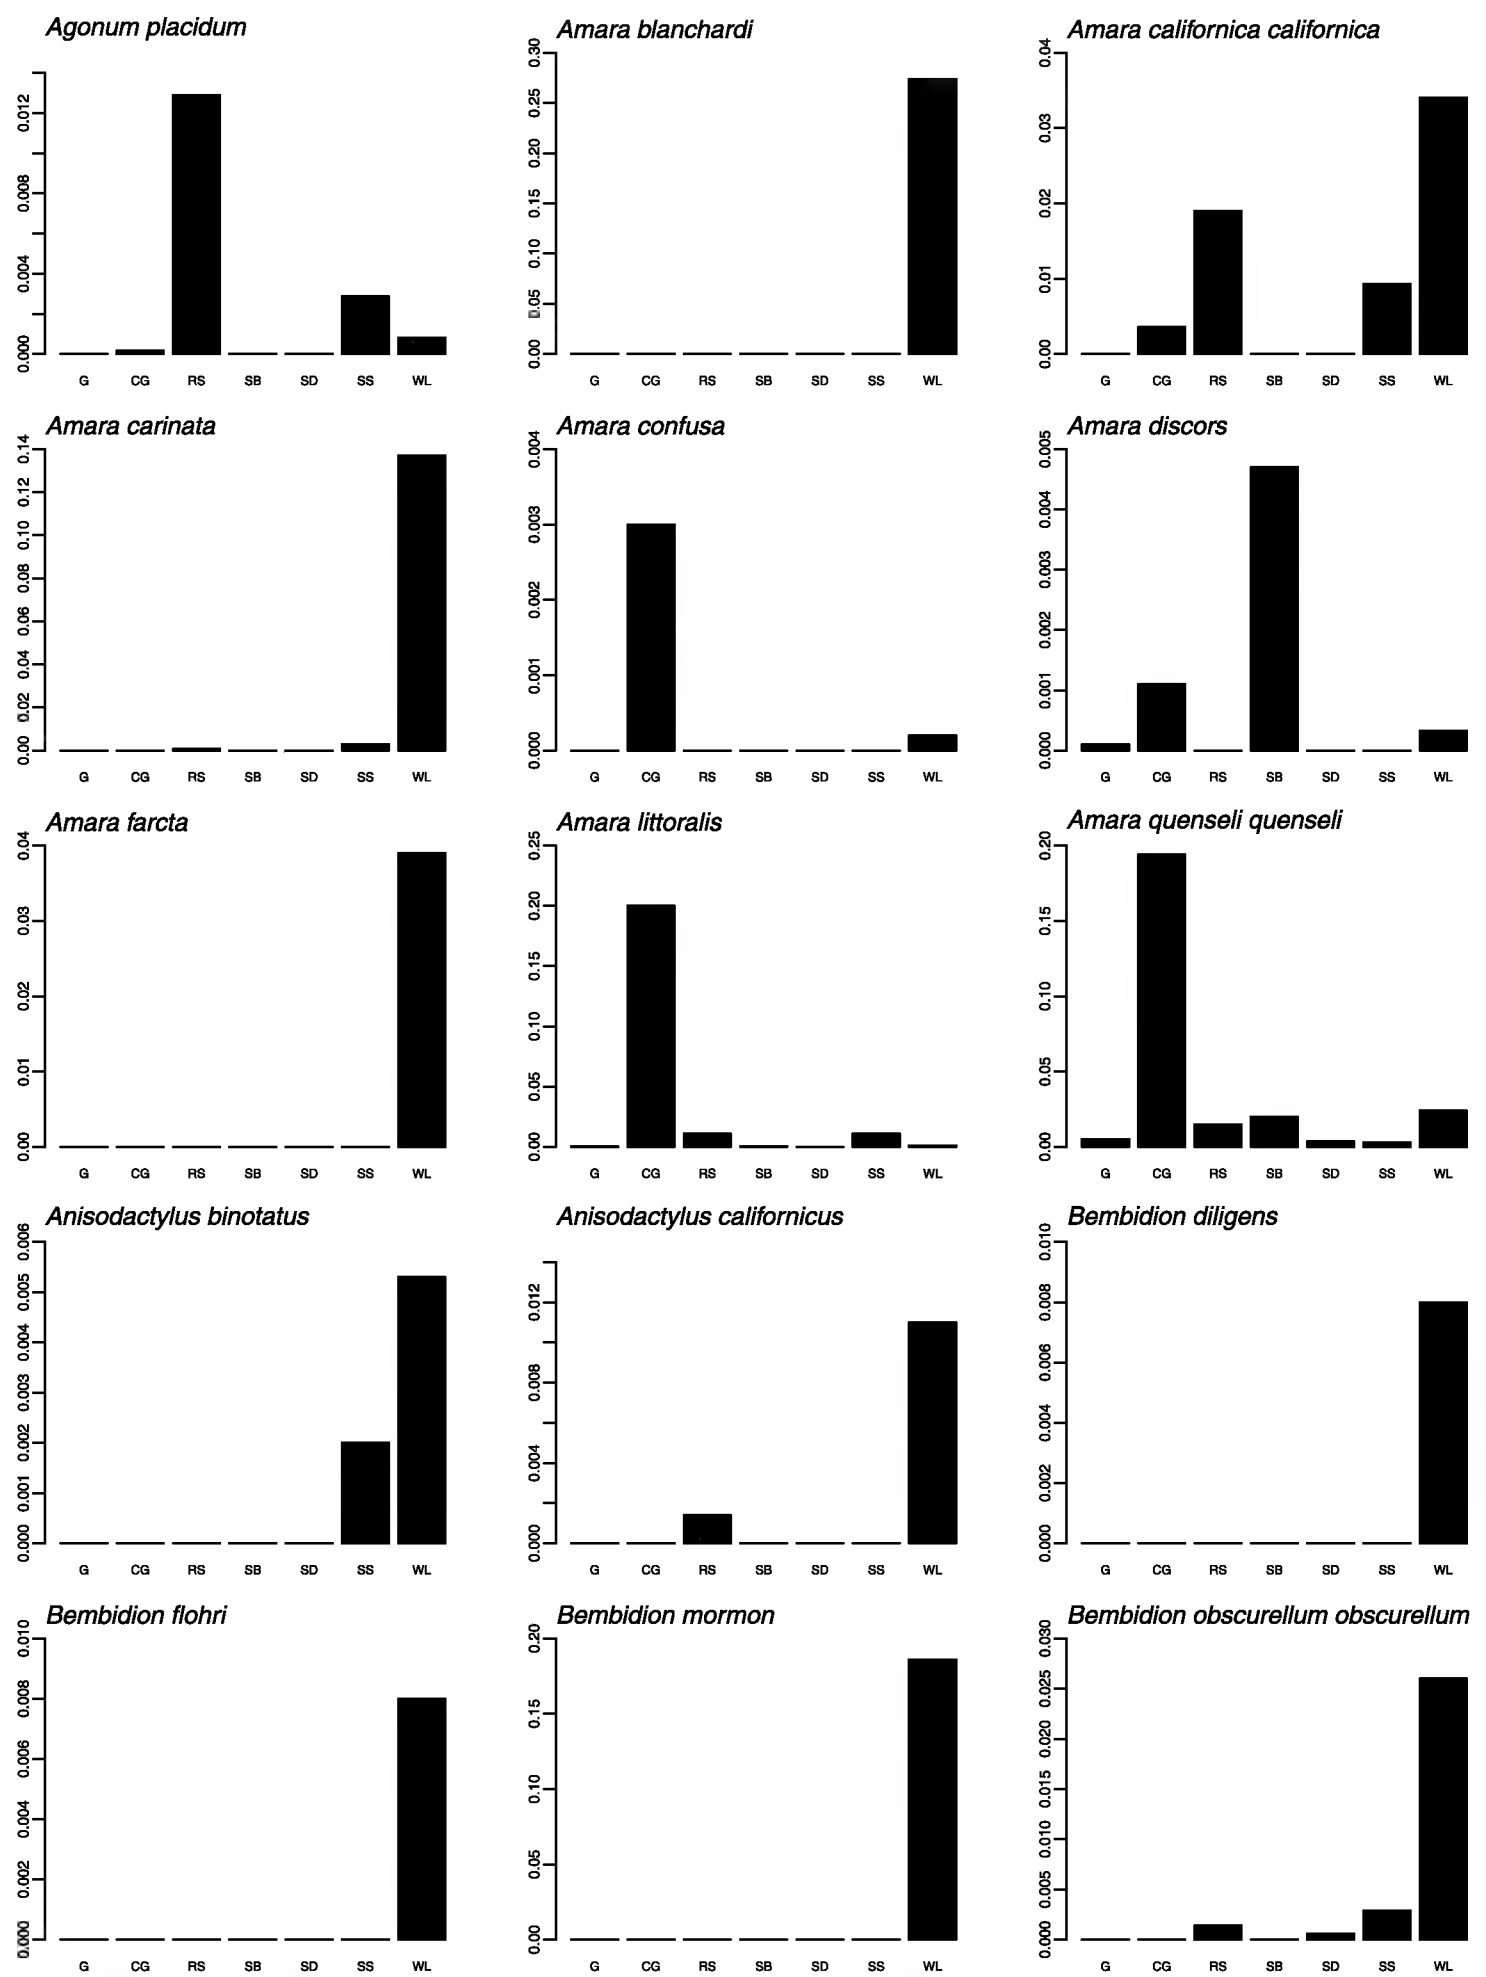 Agonum placidum
0.012
0.008
0.004
0.000
G CG RS SB SD SS WL
Amara blanchardi
0.30
0.25
0.20
0.15
0.10
0.05
0.00
G CG RS SB SD SS WL
Amara californica californica
0.04
0.03
0.02
0.01
0.00
G CG RS SB SD SS WL
Amara carinata
0.14
0.12
0.10
0.08
0.06
0.04
0.02
0.00
G CG RS SB SD SS WL
Amara confusa
0.004
0.003
0.002
0.001
0.000
G CG RS SB SD SS WL
Amara discors
0.005
0.004
0.003
0.002
0.001
0.000
G CG RS SB SD SS WL
Amara farcta
0.04
0.03
0.02
0.01
0.00
G CG RS SB SD SS WL
Amara littoralis
0.25
0.20
0.15
0.10
0.05
0.00
G CG RS SB SD SS WL
Amara quenseli quenseli
0.20
0.15
0.10
0.05
0.00
G CG RS SB SD SS WL
Anisodactylus binotatus
0.006
0.005
0.004
0.003
0.002
0.001
0.000
G CG RS SB SD SS WL
Anisodactylus californicus
0.012
0.008
0.004
0.000
G CG RS SB SD SS WL
Bembidion diligens
0.010
0.008
0.006
0.004
0.002
0.000
G CG RS SB SD SS WL
Bembidion flohri
0.010
0.008
0.006
0.004
0.002
0.000
G CG RS SB SD SS WL
Bembidion mormon
0.20
0.15
0.10
0.05
0.00
G CG RS SB SD SS WL
Bembidion obscurellum obscurellum
0.030
0.025
0.020
0.015
0.010
0.005
0.000
G CG RS SB SD SS WL